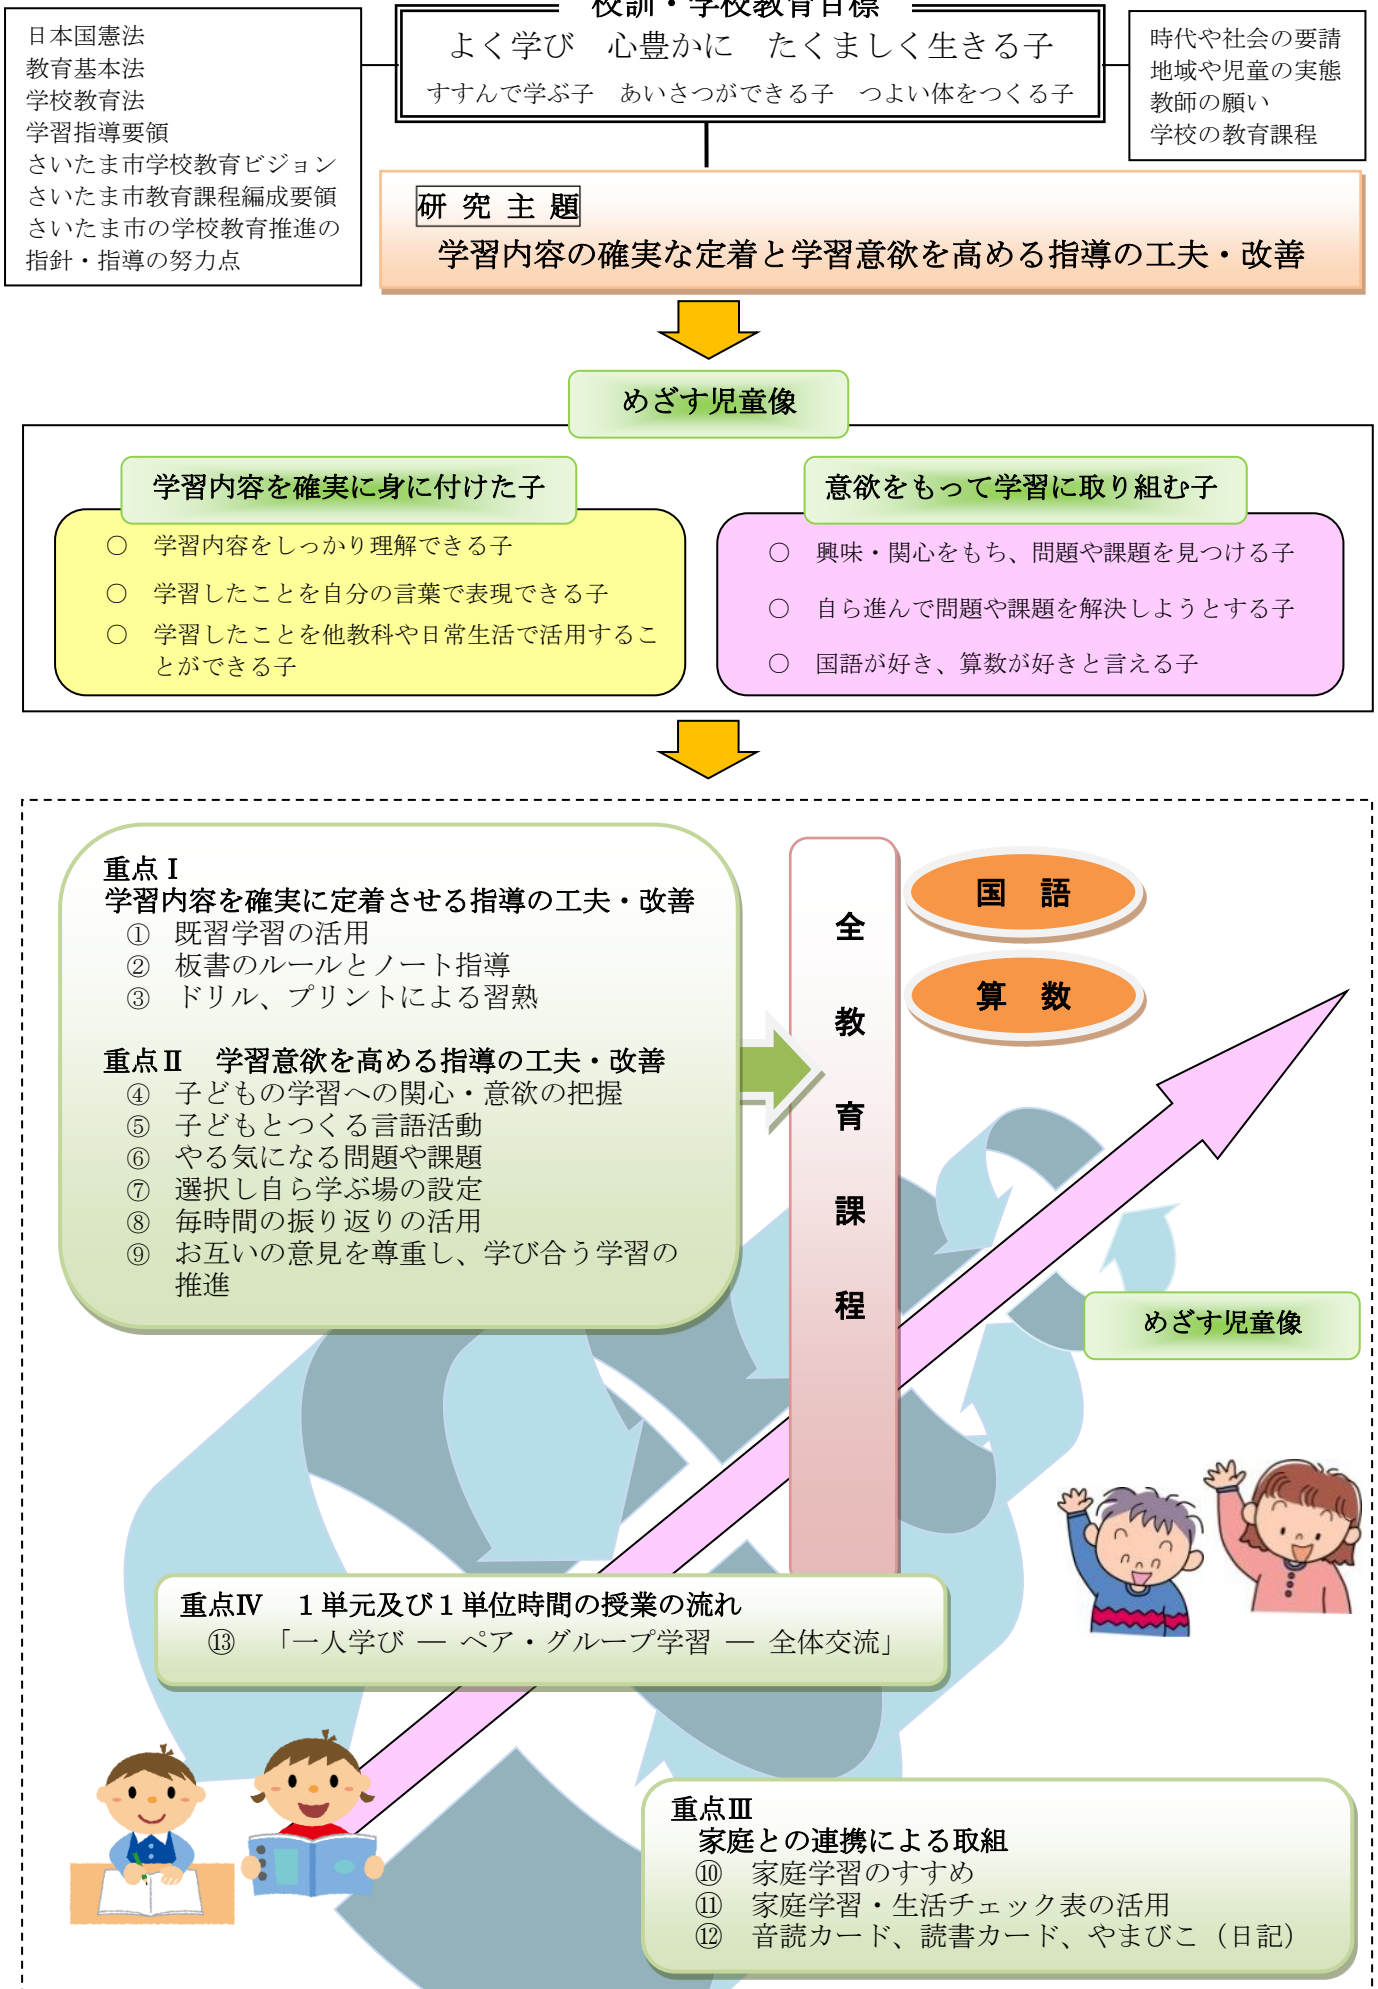 校訓・学校教育目標
よく学び　心豊かに　たくましく生きる子
すすんで学ぶ子　あいさつができる子　つよい体をつくる子
日本国憲法
教育基本法
学校教育法
学習指導要領
さいたま市学校教育ビジョン
さいたま市教育課程編成要領
さいたま市の学校教育推進の
指針・指導の努力点
時代や社会の要請
地域や児童の実態
教師の願い
学校の教育課程
研究主題
学習内容の確実な定着と学習意欲を高める指導の工夫・改善
めざす児童像
学習内容を確実に身に付けた子
○　学習内容をしっかり理解できる子
○　学習したことを自分の言葉で表現できる子
○　学習したことを他教科や日常生活で活用するこ
とができる子
意欲をもって学習に取り組む子
○　興味・関心をもち、問題や課題を見つける子
○　自ら進んで問題や課題を解決しようとする子
○　国語が好き、算数が好きと言える子
重点Ⅰ
学習内容を確実に定着させる指導の工夫・改善
①　既習学習の活用
②　板書のルールとノート指導
③　ドリル、プリントによる習熟
重点Ⅱ　学習意欲を高める指導の工夫・改善
④　子どもの学習への関心・意欲の把握
⑤　子どもとつくる言語活動
⑥　やる気になる問題や課題
⑦　選択し自ら学ぶ場の設定
⑧　毎時間の振り返りの活用
⑨　お互いの意見を尊重し、学び合う学習の
推進
全教育課程
国　語
算　数
めざす児童像
重点Ⅳ　１単元及び１単位時間の授業の流れ
⑬　「一人学び ― ペア・グループ学習 ― 全体交流」
重点Ⅲ
家庭との連携による取組
⑩　家庭学習のすすめ
⑪　家庭学習・生活チェック表の活用
⑫　音読カード、読書カード、やまびこ（日記）